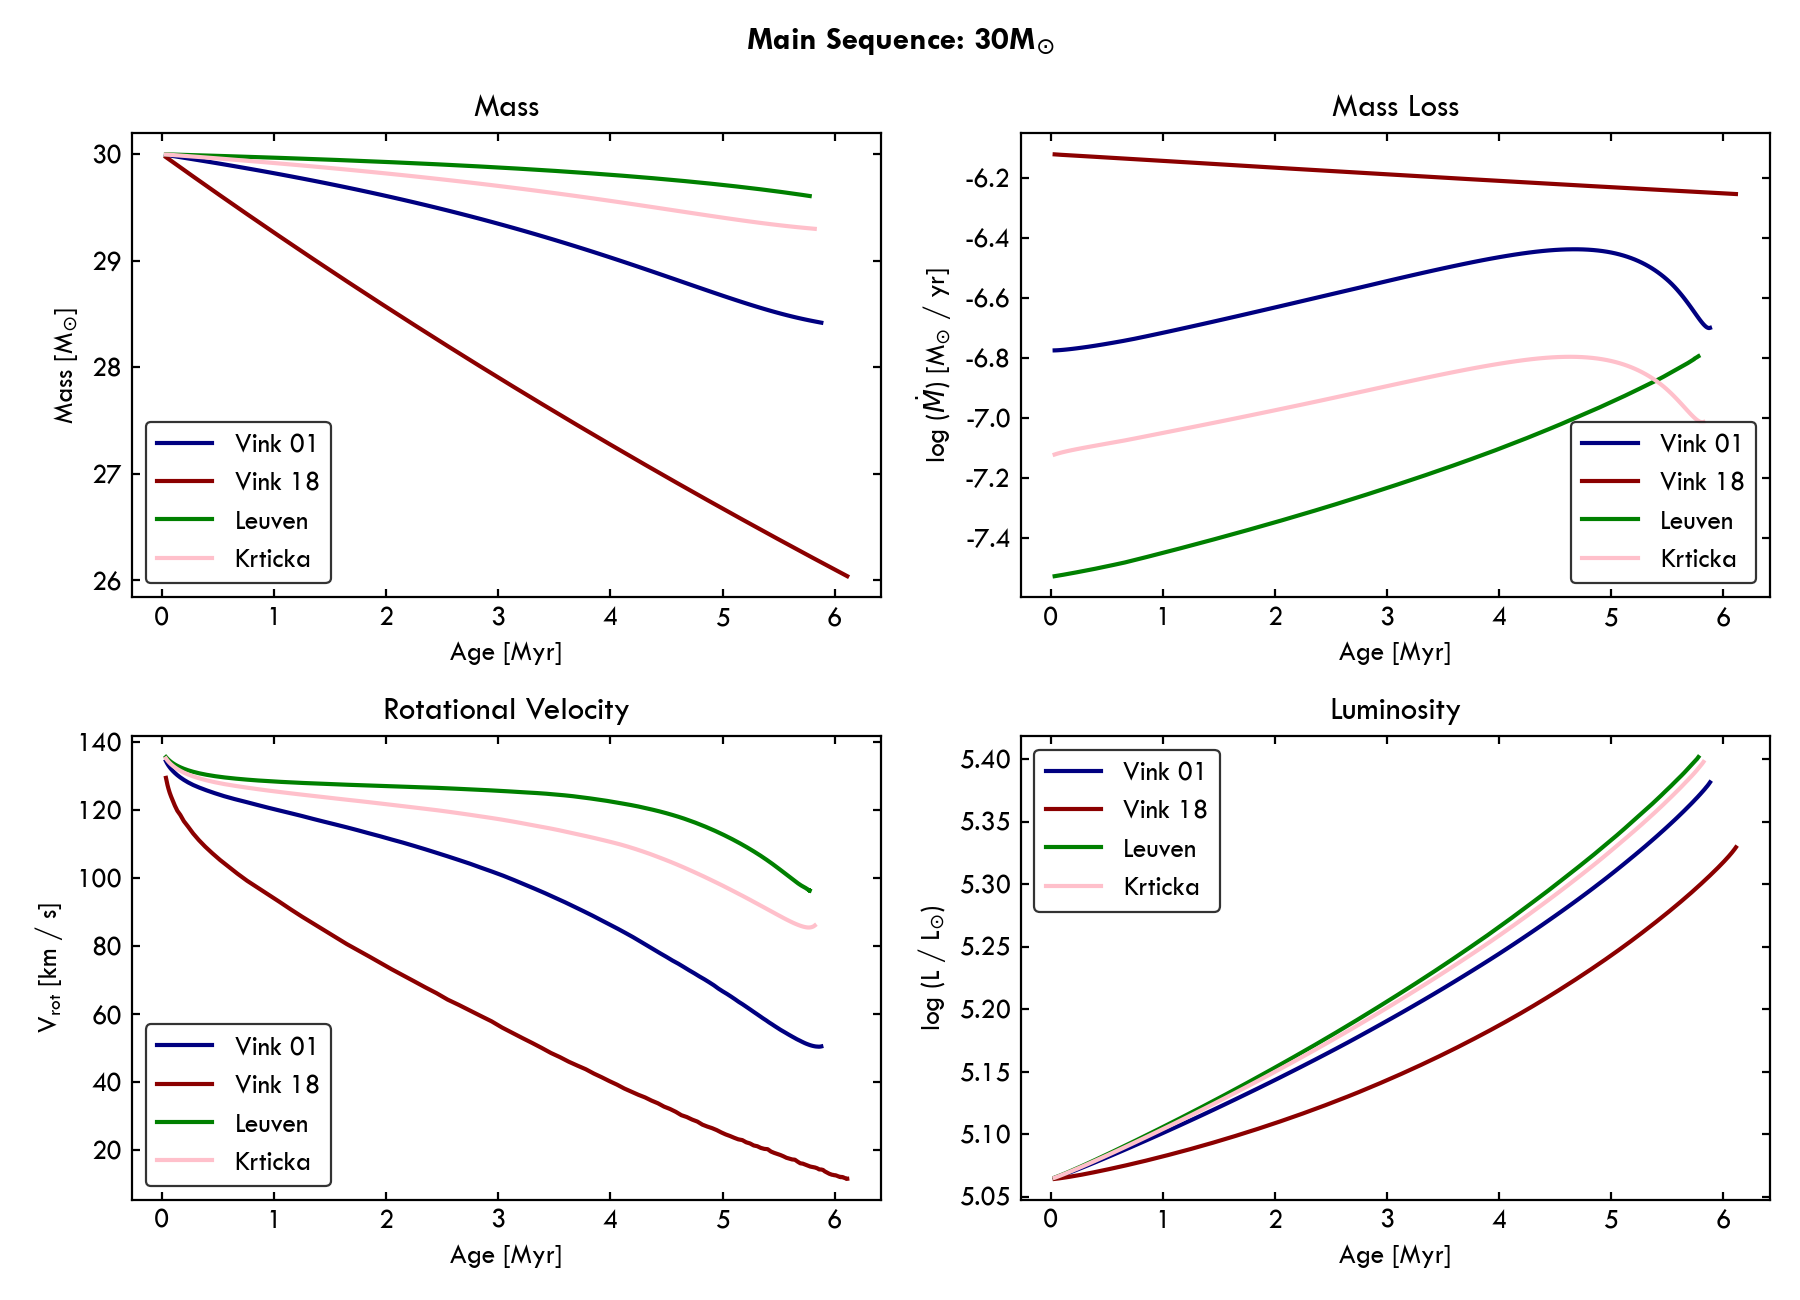 Main Sequence: 30M⊙
Mass
Mass [M⊙]
30
29
28
27
26
Vink 01
Vink 18
Leuven
Krticka
0 1 2 3 4 5 6
Age [Myr]
Mass Loss
log (Ṁ) [M⊙ / yr]
-6.2
-6.4
-6.6
-6.8
-7.0
-7.2
-7.4
Vink 01
Vink 18
Leuven
Krticka
0 1 2 3 4 5 6
Age [Myr]
Rotational Velocity
Vrot [km / s]
140
120
100
80
60
40
20
Vink 01
Vink 18
Leuven
Krticka
0 1 2 3 4 5 6
Age [Myr]
Luminosity
log (L / L⊙)
5.40
5.35
5.30
5.25
5.20
5.15
5.10
5.05
Vink 01
Vink 18
Leuven
Krticka
0 1 2 3 4 5 6
Age [Myr]